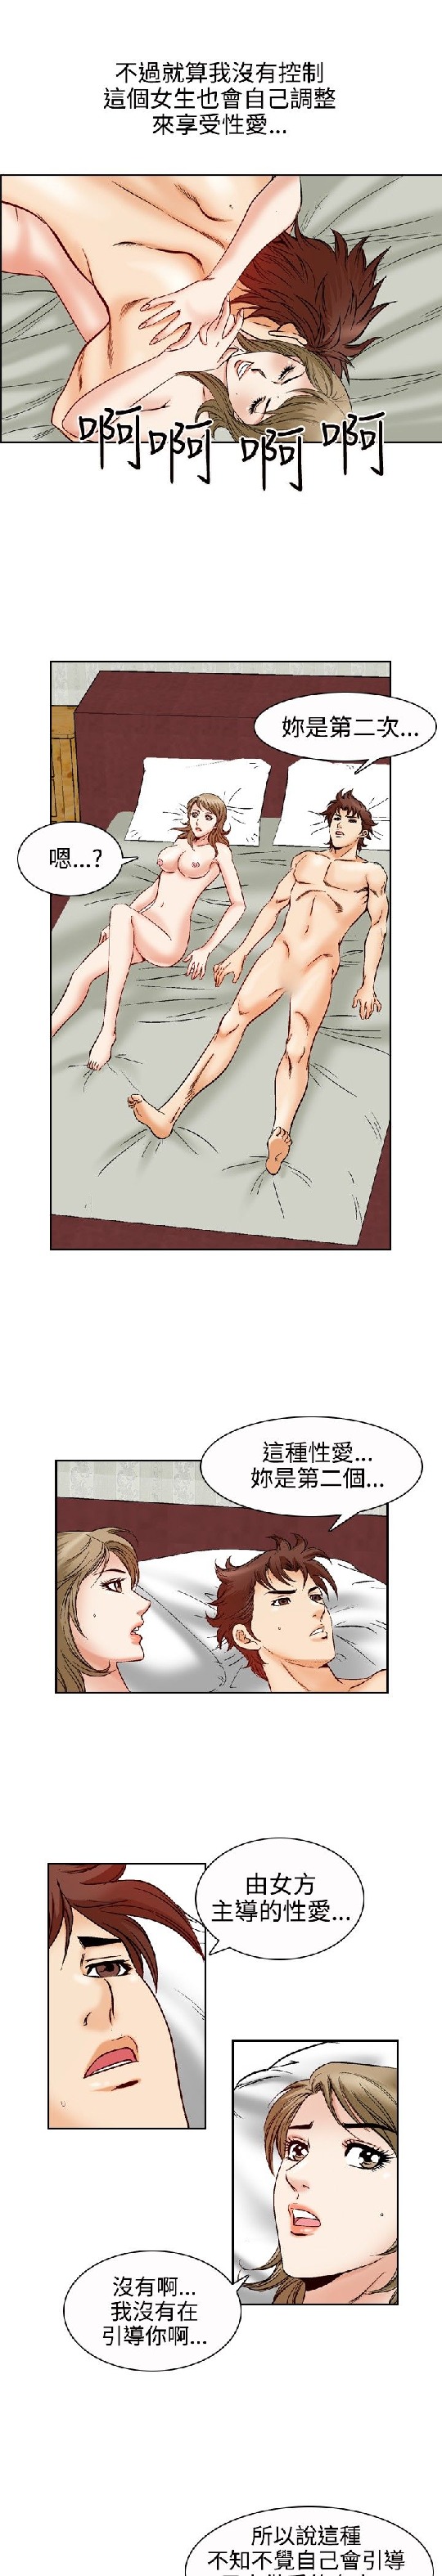 不過就算我沒有控制
這個女生也會自己調整
來享受性愛...
啊啊啊啊
妳是第二次...
嗯...?
這種性愛...
妳是第二個...
由女方
主導的性愛...
沒有啊...
我沒有在
引導你啊...
所以說這種
不知不覺自己會引導